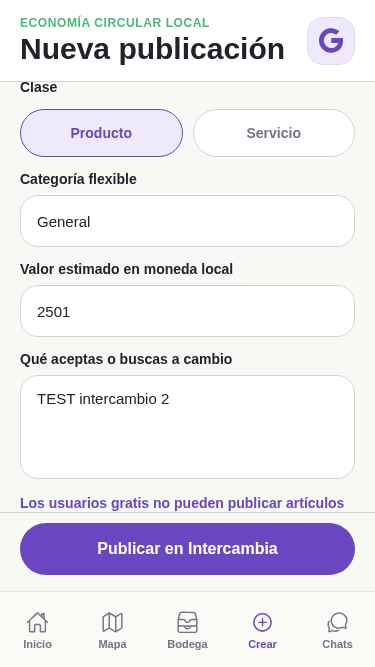 ECONOMÍA CIRCULAR LOCAL
Nueva publicación
G
Clase
Producto
Servicio
Categoría flexible
General
Valor estimado en moneda local
2501
Qué aceptas o buscas a cambio
TEST intercambio 2
Los usuarios gratis no pueden publicar artículos
Publicar en Intercambia
Inicio
Mapa
Bodega
Crear
Chats